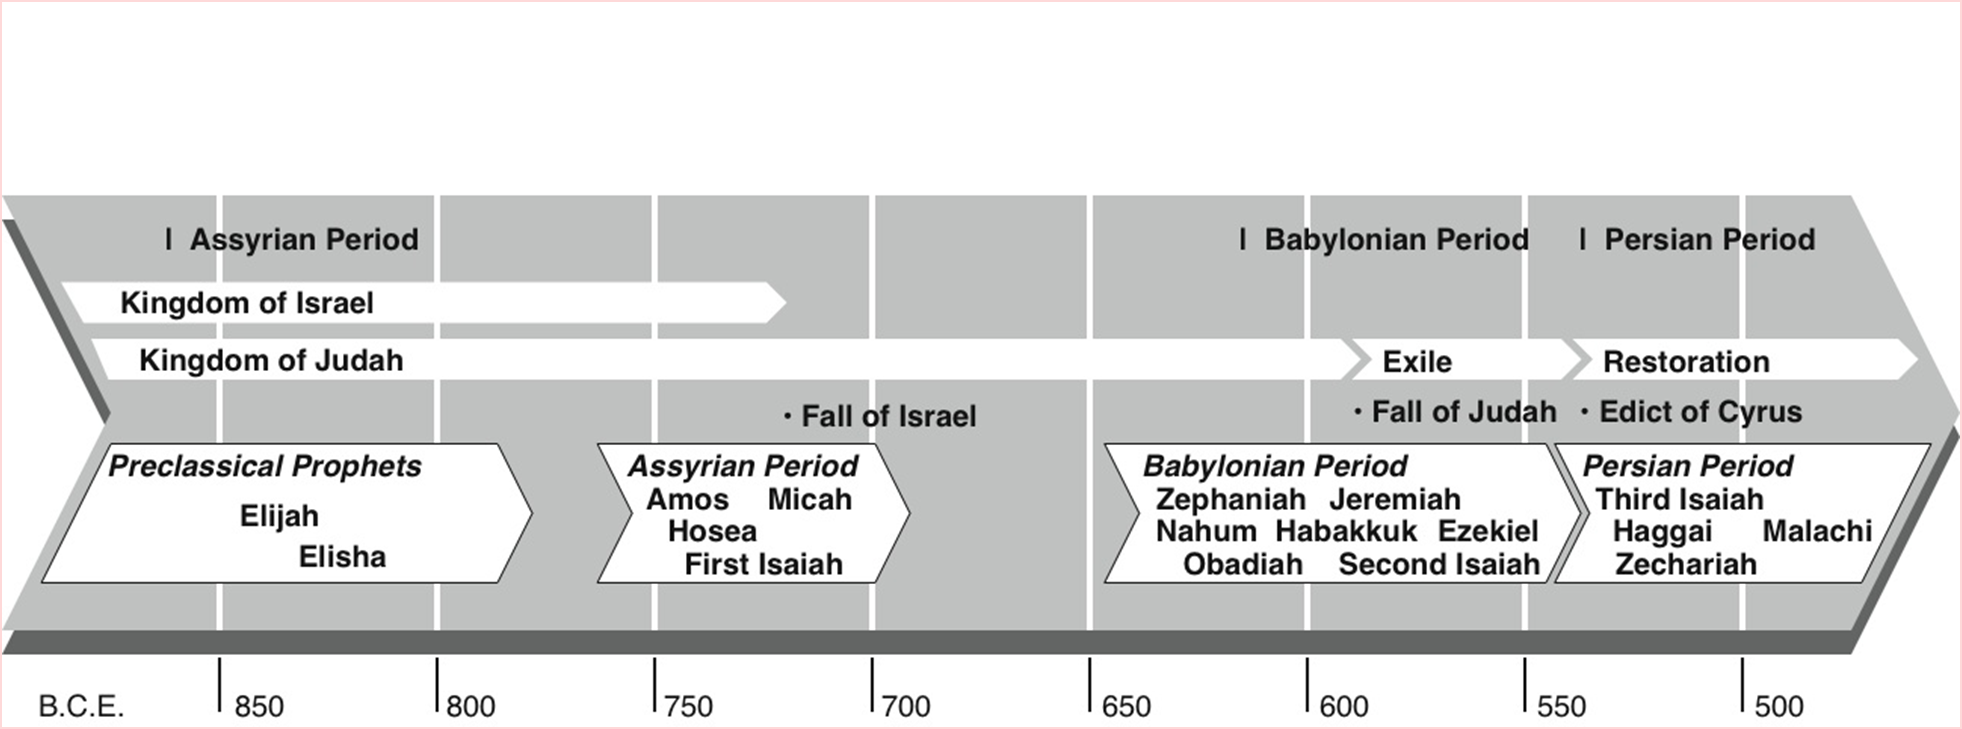 I Assyrian Period I Babylonian Period I Persian Period
Kingdom of Israel
Kingdom of Judah Exile Restoration
· Fall of Israel · Fall of Judah · Edict of Cyrus
Preclassical Prophets
Elijah
Elisha
Assyrian Period
Amos Micah
Hosea
First Isaiah
Babylonian Period
Zephaniah Jeremiah
Nahum Habakkuk Ezekiel
Obadiah Second Isaiah
Persian Period
Third Isaiah
Haggai Malachi
Zechariah
B.C.E. 850 800 750 700 650 600 550 500